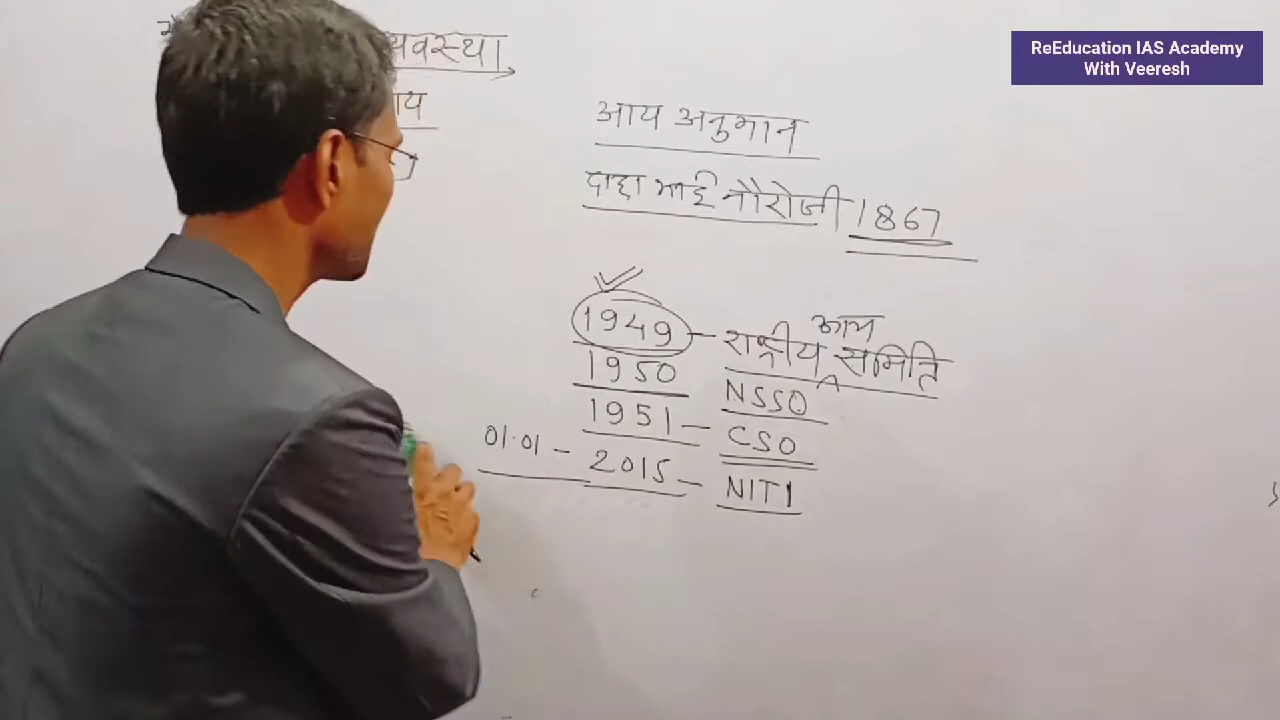 यवस्था
ाय
आय अनुमान
दादा भाई नौरोजी 1867
1949 - राष्ट्रीय आय समिति
1950 NSSO
1951 - CSO
01.01 - 2015 - NITI
ReEducation IAS Academy
With Veeresh